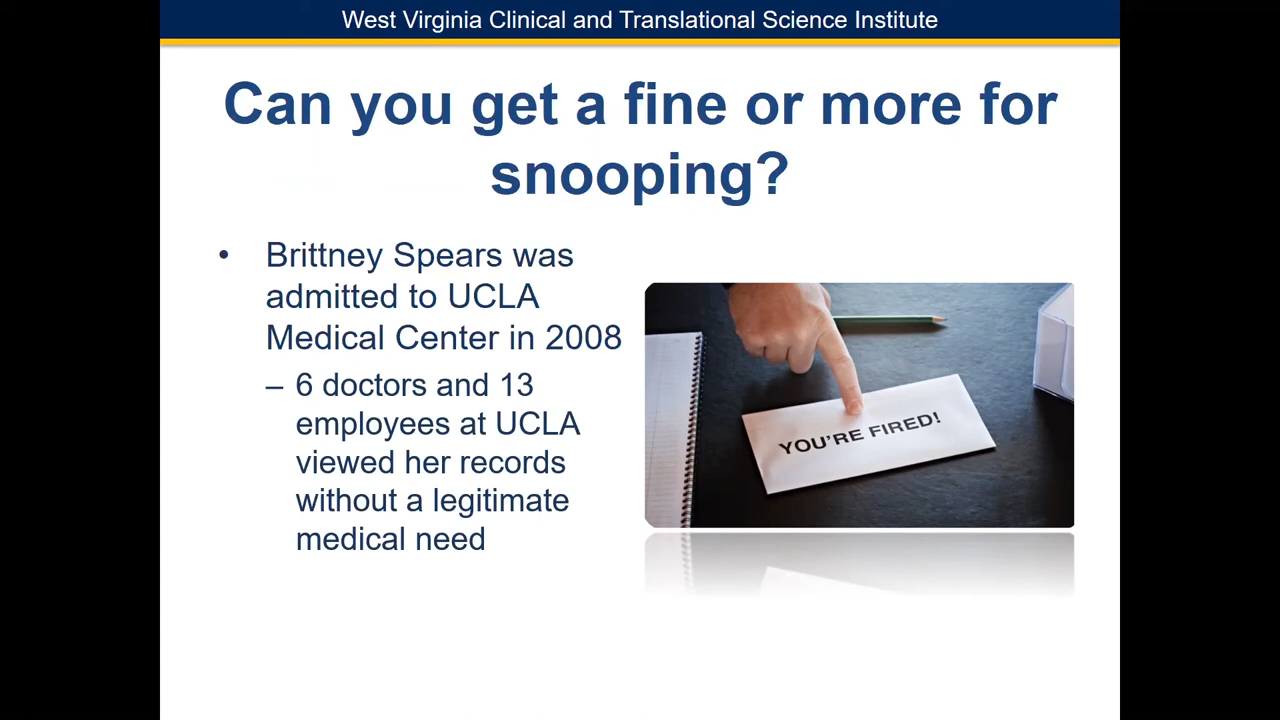 West Virginia Clinical and Translational Science Institute
Can you get a fine or more for
snooping?
• Brittney Spears was
admitted to UCLA
Medical Center in 2008
– 6 doctors and 13
employees at UCLA
viewed her records
without a legitimate
medical need
YOU'RE FIRED!